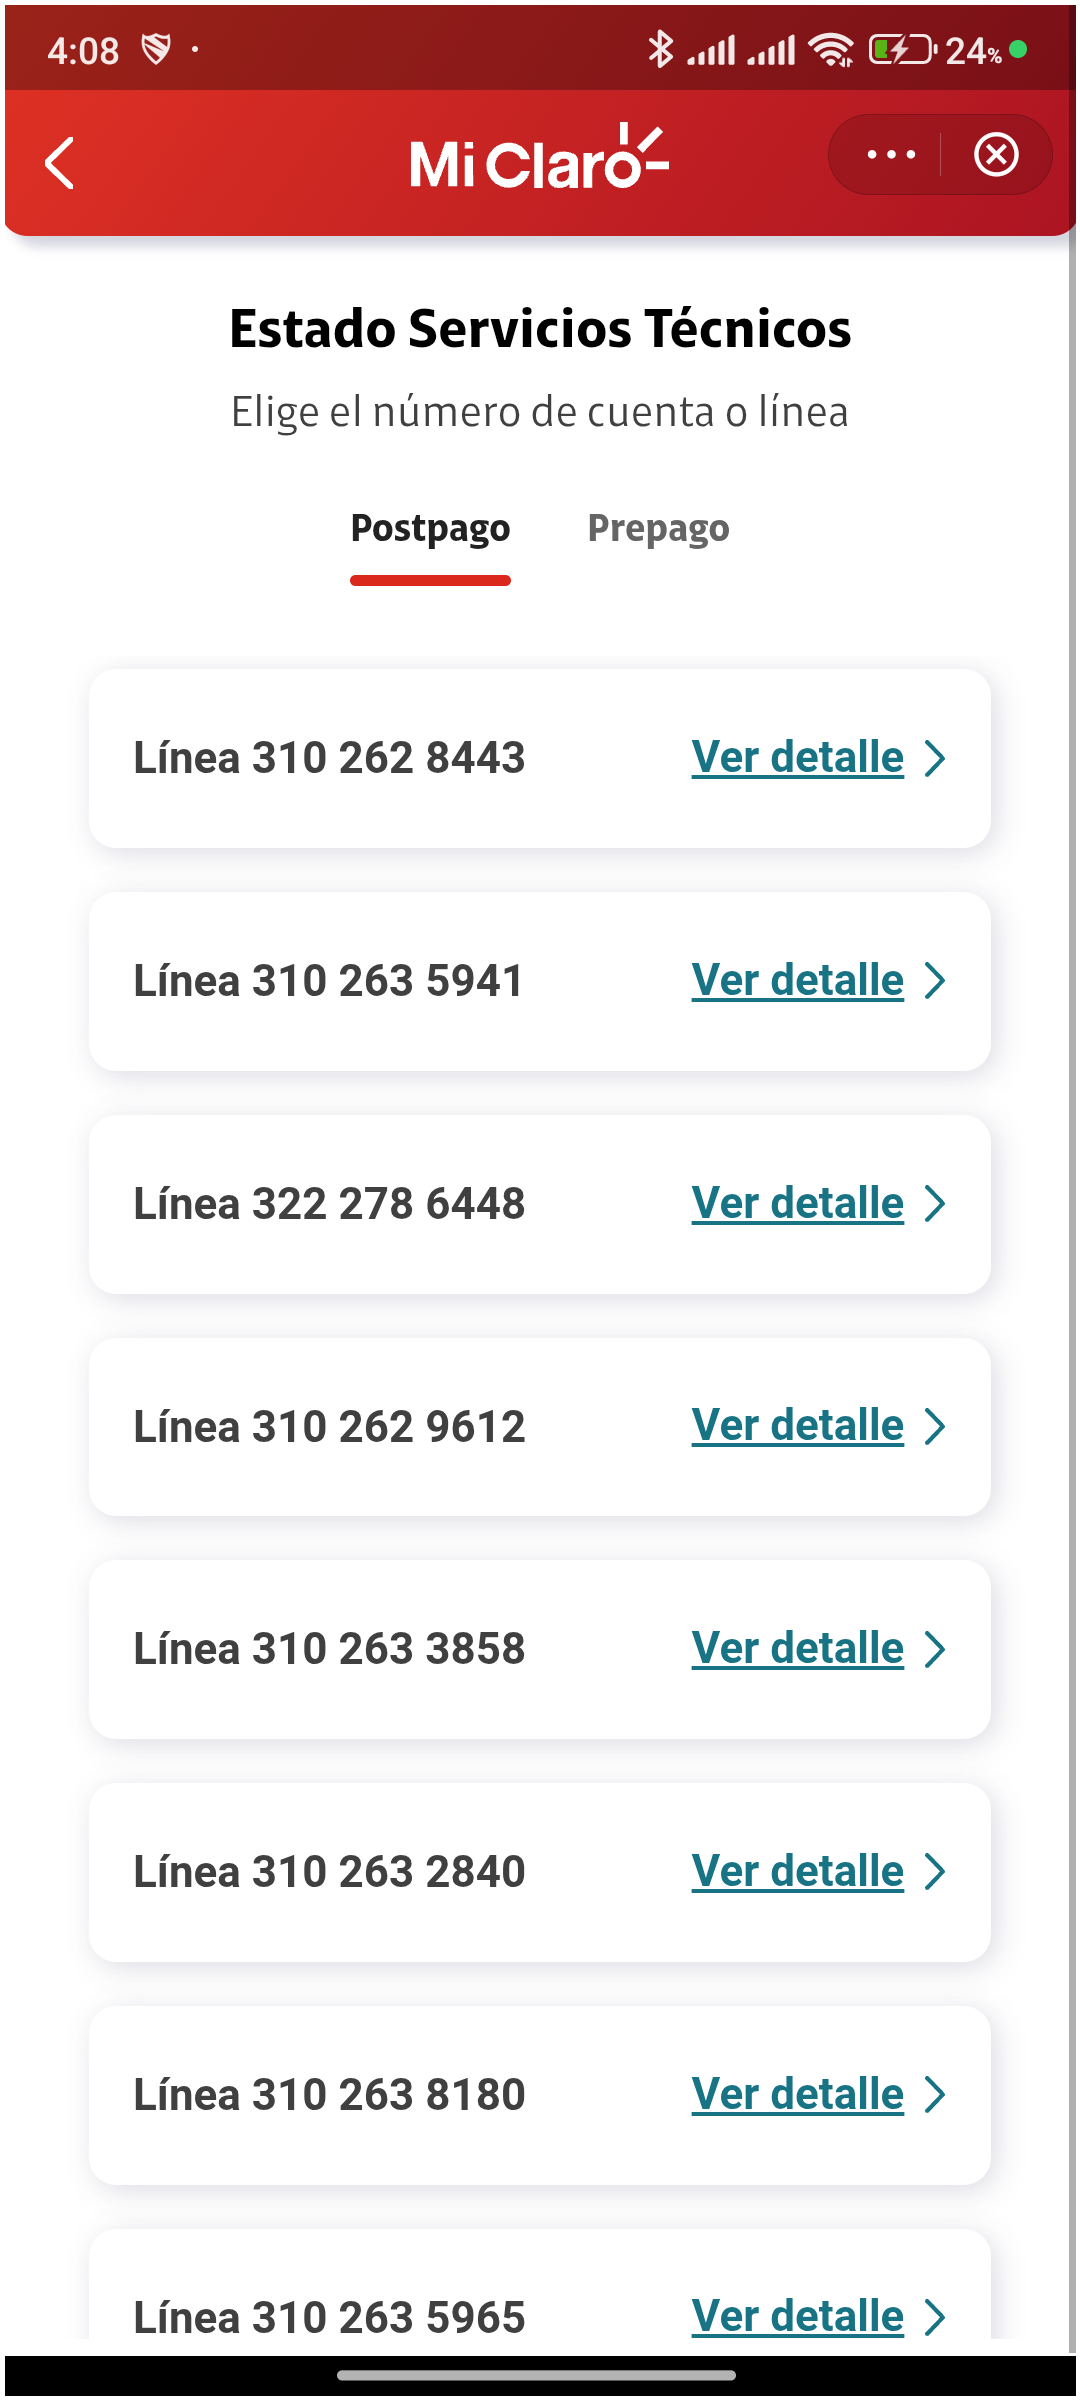 4:08
24%
Mi Claro
Estado Servicios Técnicos
Elige el número de cuenta o línea
Postpago Prepago
Línea 310 262 8443 Ver detalle
Línea 310 263 5941 Ver detalle
Línea 322 278 6448 Ver detalle
Línea 310 262 9612 Ver detalle
Línea 310 263 3858 Ver detalle
Línea 310 263 2840 Ver detalle
Línea 310 263 8180 Ver detalle
Línea 310 263 5965 Ver detalle